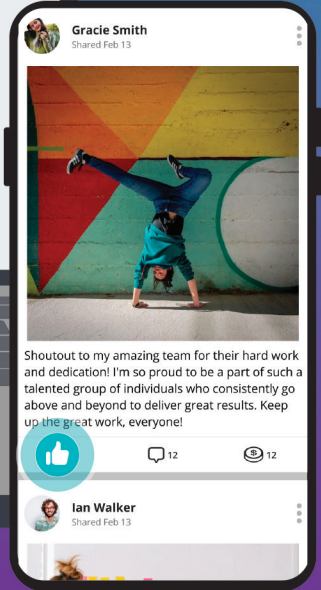 Gracie Smith
Shared Feb 13
Shoutout to my amazing team for their hard work
and dedication! I'm so proud to be a part of such a
talented group of individuals who consistently go
above and beyond to deliver great results. Keep
up the great work, everyone!
12
12
Ian Walker
Shared Feb 13